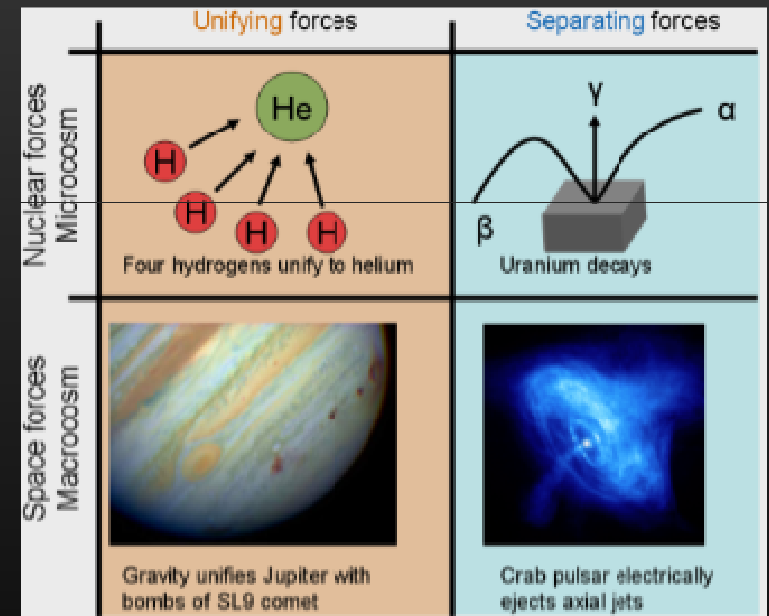 Unifying forces
Separating forces
Nuclear forces
Microcosm
He
H
H
H
H
Four hydrogens unify to helium
γ
α
β
Uranium decays
Space forces
Macrocosm
Gravity unifies Jupiter with
bombs of SL9 comet
Crab pulsar electrically
ejects axial jets